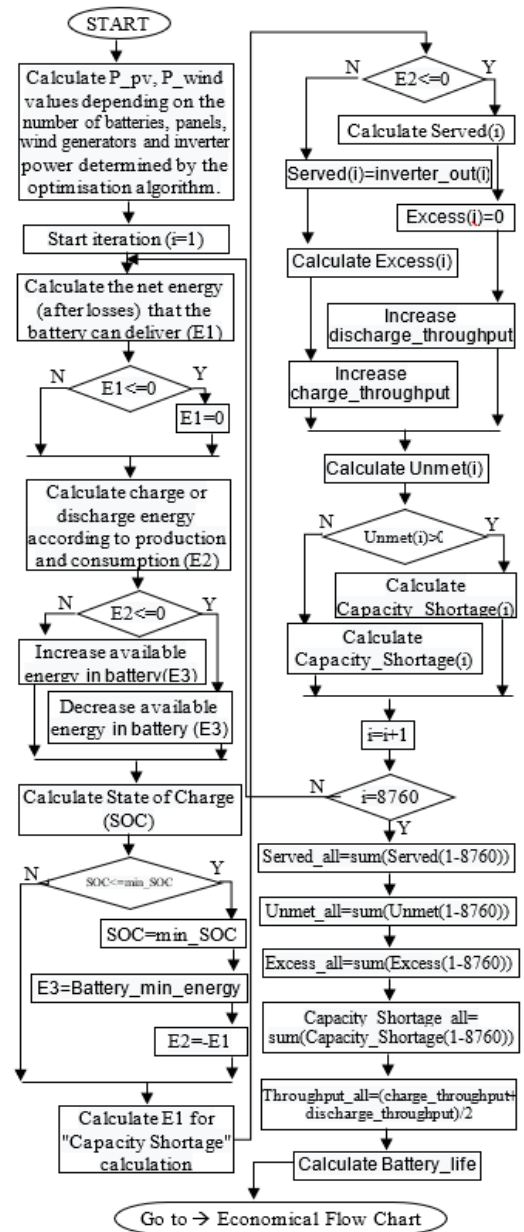 START
Calculate P_pv, P_wind
values depending on the
number of batteries, panels,
wind generators and inverter
power determined by the
optimisation algorithm.
Start iteration (i=1)
Calculate the net energy
(after losses) that the
battery can deliver (E1)
N
Y
E1<=0
E1=0
Calculate charge or
discharge energy
according to production
and consumption (E2)
N
Y
E2<=0
Increase available
energy in battery(E3)
Decrease available
energy in battery (E3)
Calculate State of Charge
(SOC)
N
Y
SOC<=min_SOC
SOC=min_SOC
E3=Battery_min_energy
E2=-E1
Calculate E1 for
"Capacity Shortage"
calculation
N
Y
E2<=0
Calculate Served(i)
Served(i)=inverter_out(i)
Excess(i)=0
Calculate Excess(i)
Increase
discharge_throughput
Increase
charge_throughput
Calculate Unmet(i)
N
Y
Unmet(i)>0
Calculate
Capacity_Shortage(i)
Calculate
Capacity_Shortage(i)
i=i+1
N
i=8760
Y
Served_all=sum(Served(1-8760))
Unmet_all=sum(Unmet(1-8760))
Excess_all=sum(Excess(1-8760))
Capacity_Shortage_all=
sum(Capacity_Shortage(1-8760))
Throughput_all=(charge_throughput+
discharge_throughput)/2
Calculate Battery_life
Go to → Economical Flow Chart